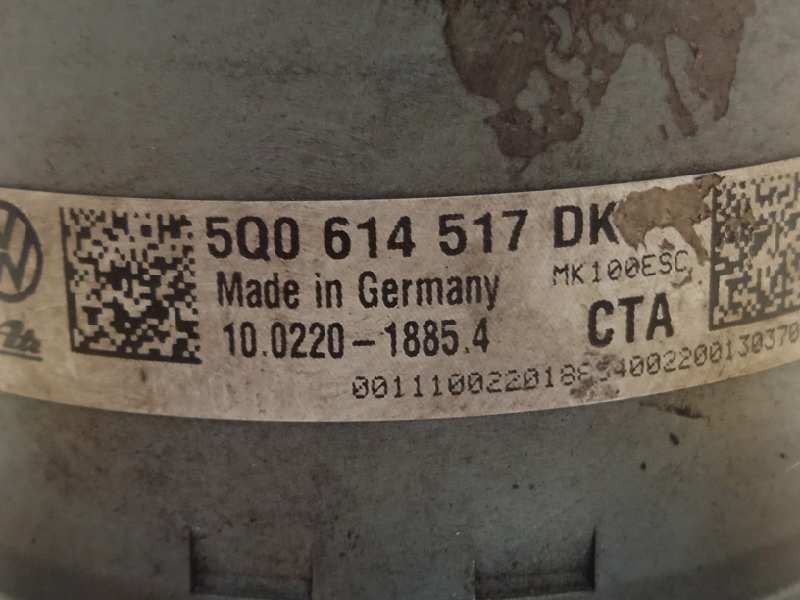 5Q0 614 517 DK
MK100ESC
Made in Germany
10.0220-1885.4
CTA